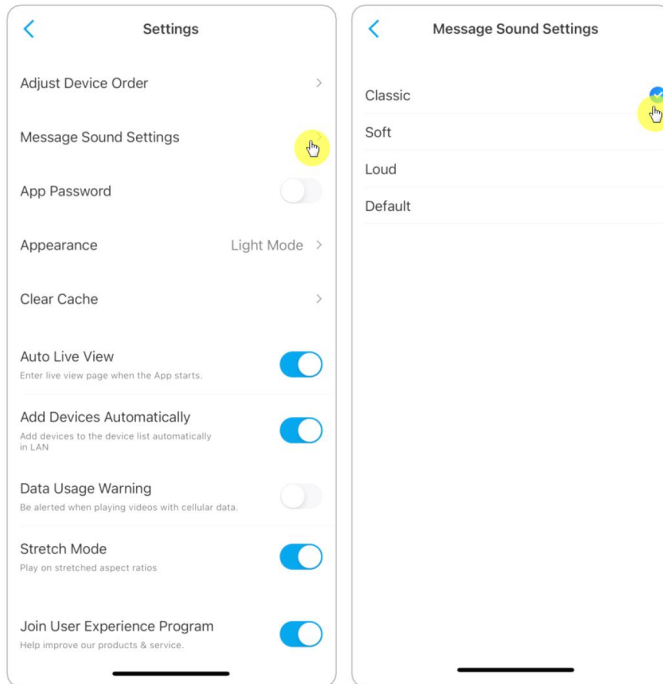 Settings
Adjust Device Order
Message Sound Settings
App Password
Appearance Light Mode
Clear Cache
Auto Live View
Enter live view page when the App starts.
Add Devices Automatically
Add devices to the device list automatically
in LAN
Data Usage Warning
Be alerted when playing videos with cellular data.
Stretch Mode
Play on stretched aspect ratios
Join User Experience Program
Help improve our products & service.
Message Sound Settings
Classic
Soft
Loud
Default